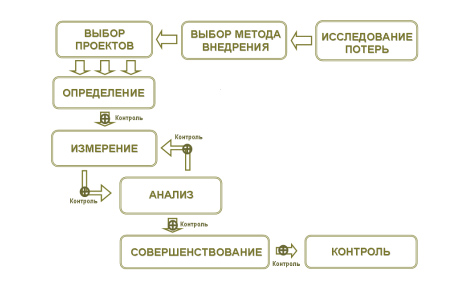 ВЫБОР
ПРОЕКТОВ
ВЫБОР МЕТОДА
ВНЕДРЕНИЯ
ИССЛЕДОВАНИЕ
ПОТЕРЬ
ОПРЕДЕЛЕНИЕ
Контроль
ИЗМЕРЕНИЕ
Контроль
Контроль
АНАЛИЗ
Контроль
СОВЕРШЕНСТВОВАНИЕ
Контроль
КОНТРОЛЬ